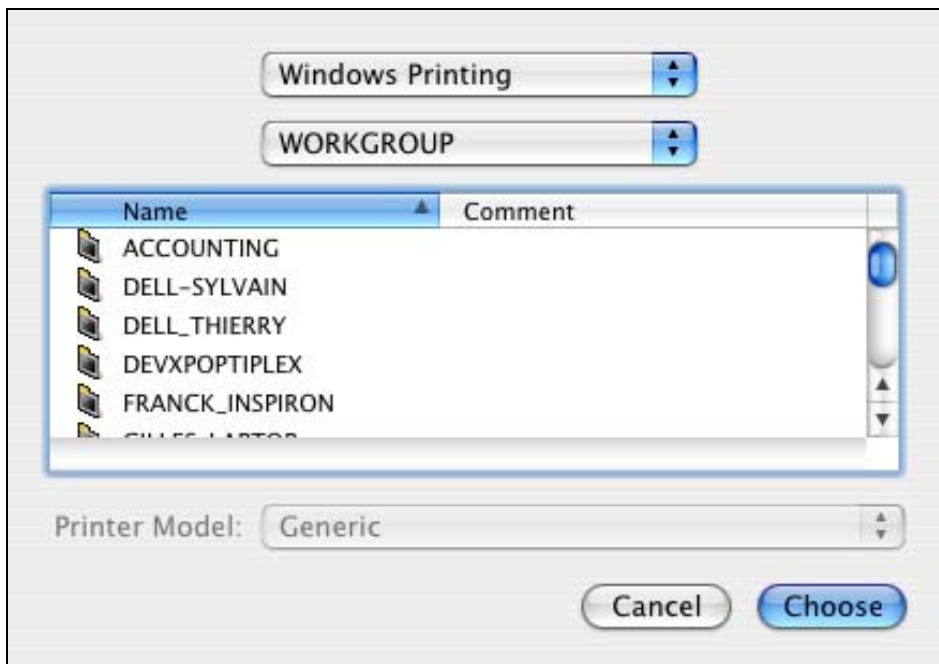 Windows Printing
WORKGROUP
Name Comment
ACCOUNTING
DELL-SYLVAIN
DELL_THIERRY
DEVXPOPTIPLEX
FRANCK_INSPIRON
Printer Model: Generic
Cancel Choose